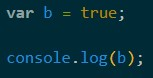 var b = true;
console.log(b);